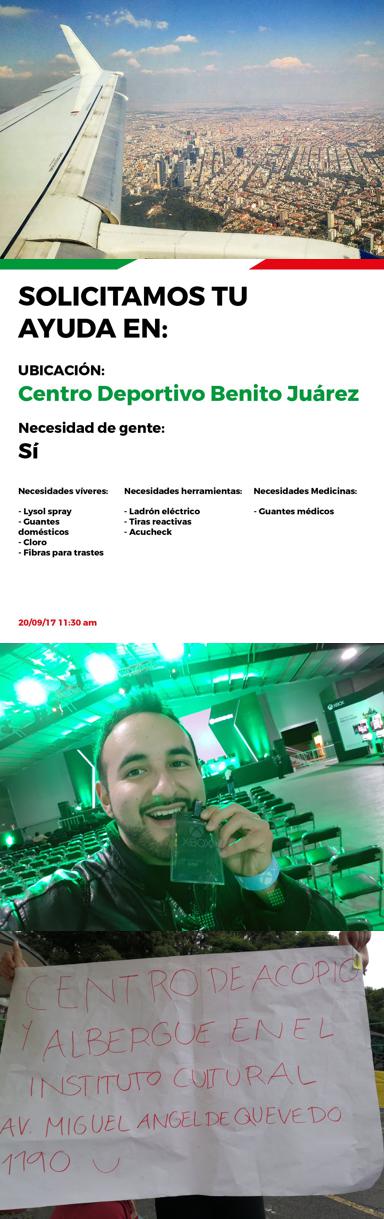 SOLICITAMOS TU
AYUDA EN:
UBICACIÓN:
Centro Deportivo Benito Juárez
Necesidad de gente:
Sí
Necesidades víveres:
- Lysol spray
- Guantes
domésticos
- Cloro
- Fibras para trastes
Necesidades herramientas:
- Ladrón eléctrico
- Tiras reactivas
- Acucheck
Necesidades Medicinas:
- Guantes médicos
20/09/17 11:30 am
XBOX
XBOX
CENTRO DE ACOPIO
Y ALBERGUE EN EL
INSTITUTO CULTURAL
AV. MIGUEL ANGEL DE QUEVEDO
1190